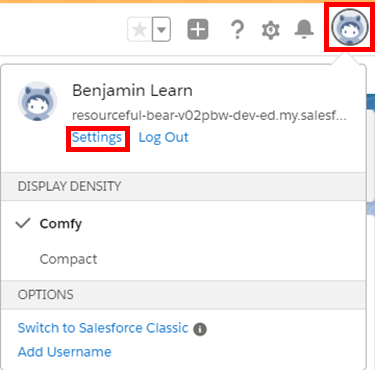 Benjamin Learn
resourceful-bear-v02pbw-dev-ed.my.salesf...
Settings Log Out
DISPLAY DENSITY
Comfy
Compact
OPTIONS
Switch to Salesforce Classic
Add Username